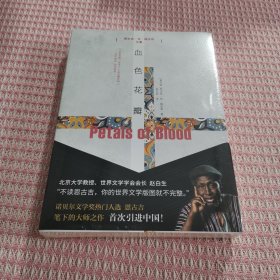 血色花瓣
Petals of Blood
北京大学教授、世界文学学会会长 赵白生
“不读恩古吉，你的世界文学版图就不完整。”
诺贝尔文学奖热门人选 恩古吉
笔下的大师之作 首次引进中国！